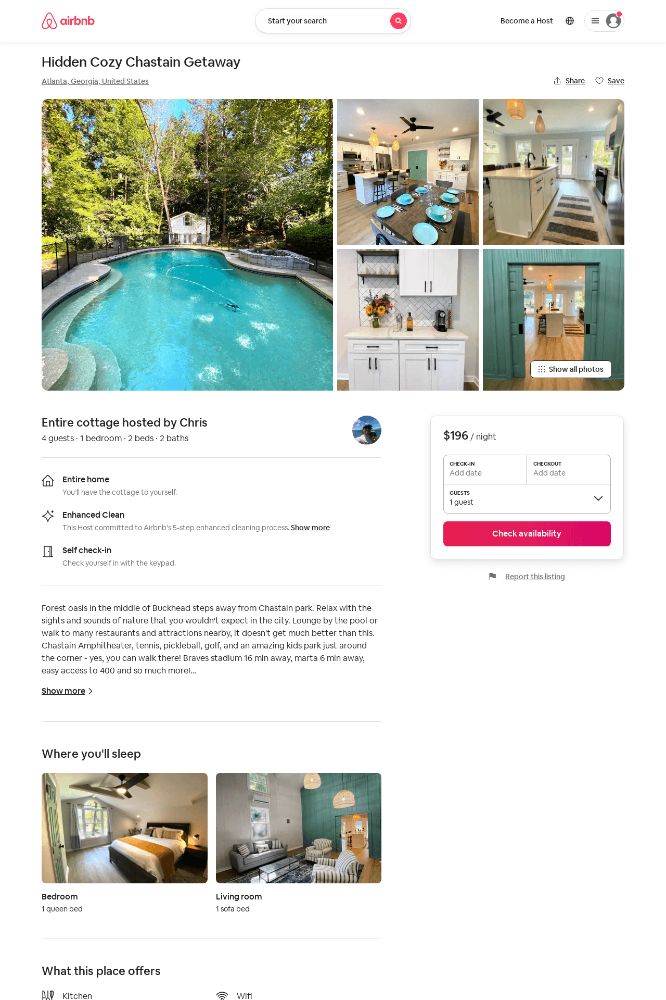 airbnb
Start your search
Become a Host
Hidden Cozy Chastain Getaway
Atlanta, Georgia, United States
Share
Save
Show all photos
Entire cottage hosted by Chris
4 guests · 1 bedroom · 2 beds · 2 baths
Entire home
You’ll have the cottage to yourself.
Enhanced Clean
This Host committed to Airbnb's 5-step enhanced cleaning process. Show more
Self check-in
Check yourself in with the keypad.
$196 / night
CHECK-IN
Add date
CHECKOUT
Add date
GUESTS
1 guest
Check availability
Report this listing
Forest oasis in the middle of Buckhead steps away from Chastain park. Relax with the
sights and sounds of nature that you wouldn't expect in the city. Lounge by the pool or
walk to many restaurants and attractions nearby, it doesn't get much better than this.
Chastain Amphitheater, tennis, pickleball, golf, and an amazing kids park just around
the corner - yes, you can walk there! Braves stadium 16 min away, marta 6 min away,
easy access to 400 and so much more!...
Show more
Where you'll sleep
Bedroom
1 queen bed
Living room
1 sofa bed
What this place offers
Kitchen
Wifi